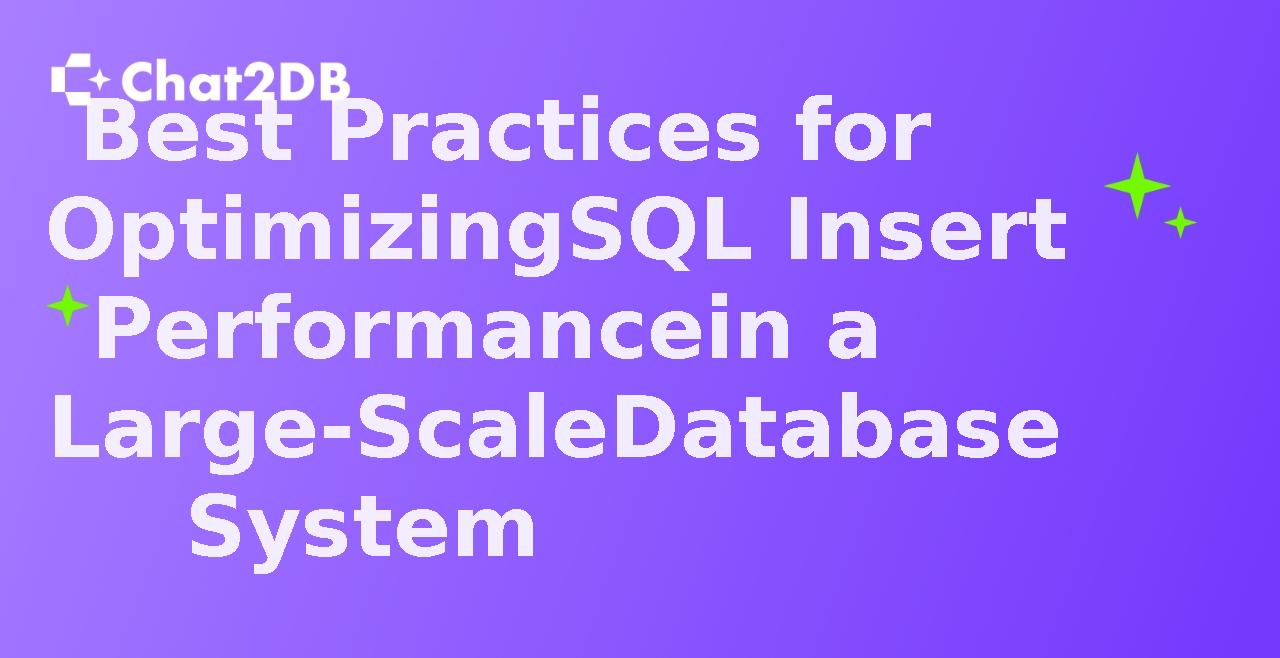 Chat2DB
Best Practices for
OptimizingSQL Insert
Performancein a
Large-ScaleDatabase
System